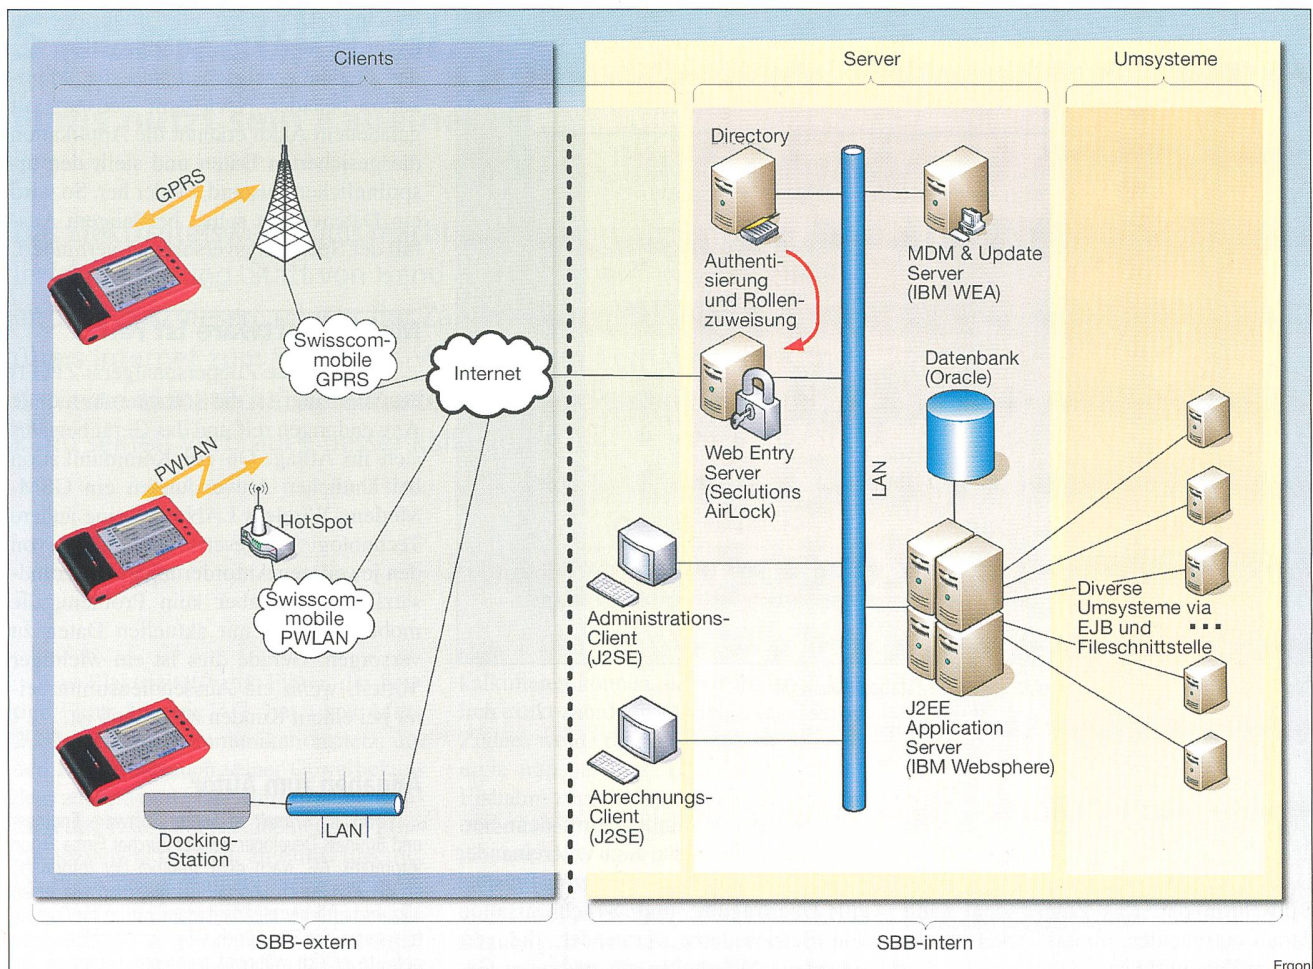 Clients
Server
Umsysteme
GPRS
Swisscom-
mobile
GPRS
Internet
PWLAN
HotSpot
Swisscom-
mobile
PWLAN
LAN
Docking-
Station
Directory
Authenti-
sierung
und Rollen-
zuweisung
MDM & Update
Server
(IBM WEA)
Web Entry
Server
(Seclutions
AirLock)
LAN
Datenbank
(Oracle)
Administrations-
Client
(J2SE)
Abrechnungs-
Client
(J2SE)
J2EE
Application
Server
(IBM Websphere)
Diverse
Umsysteme via
EJB und
Fileschnittstelle
SBB-extern
SBB-intern
Ergon